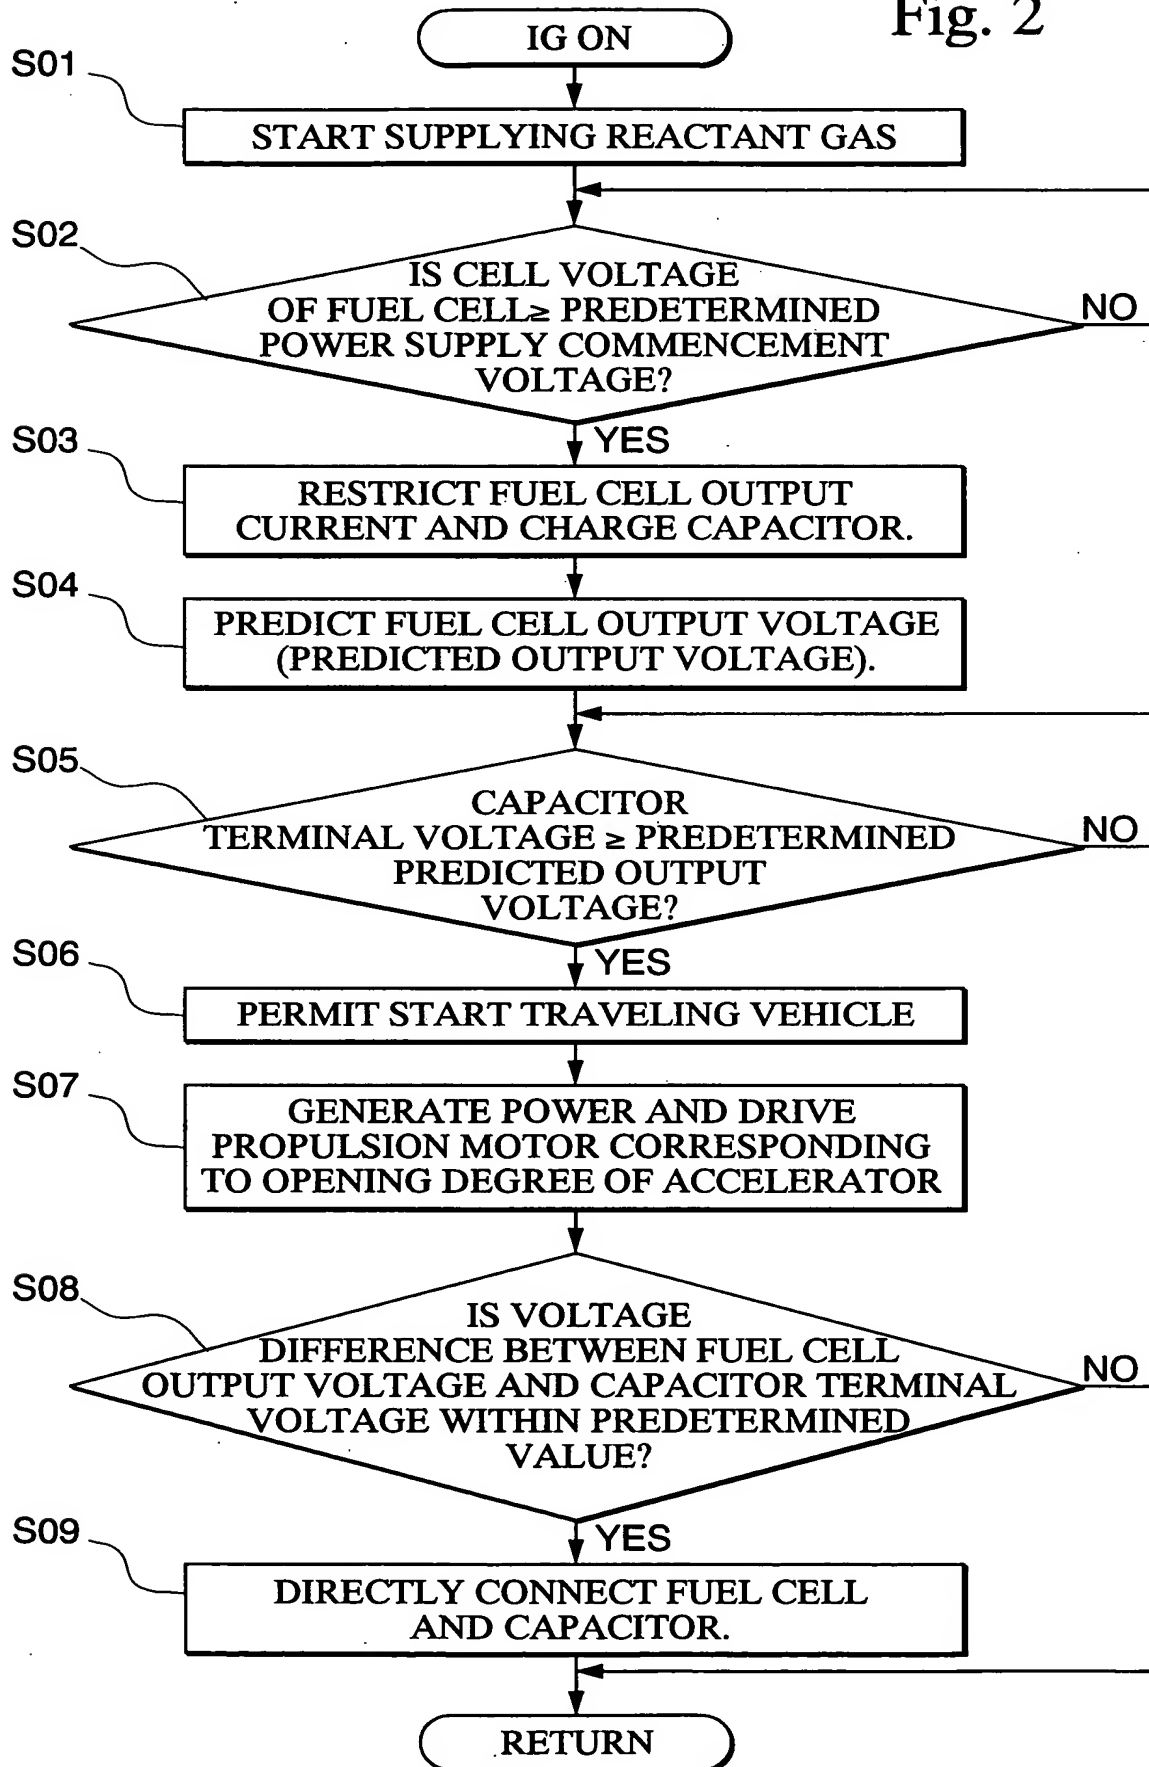 Fig. 2
IG ON
S01
START SUPPLYING REACTANT GAS
S02
IS CELL VOLTAGE
OF FUEL CELL≥ PREDETERMINED
POWER SUPPLY COMMENCEMENT
VOLTAGE?
NO
YES
S03
RESTRICT FUEL CELL OUTPUT
CURRENT AND CHARGE CAPACITOR.
S04
PREDICT FUEL CELL OUTPUT VOLTAGE
(PREDICTED OUTPUT VOLTAGE).
S05
CAPACITOR
TERMINAL VOLTAGE ≥ PREDETERMINED
PREDICTED OUTPUT
VOLTAGE?
NO
YES
S06
PERMIT START TRAVELING VEHICLE
S07
GENERATE POWER AND DRIVE
PROPULSION MOTOR CORRESPONDING
TO OPENING DEGREE OF ACCELERATOR
S08
IS VOLTAGE
DIFFERENCE BETWEEN FUEL CELL
OUTPUT VOLTAGE AND CAPACITOR TERMINAL
VOLTAGE WITHIN PREDETERMINED
VALUE?
NO
YES
S09
DIRECTLY CONNECT FUEL CELL
AND CAPACITOR.
RETURN